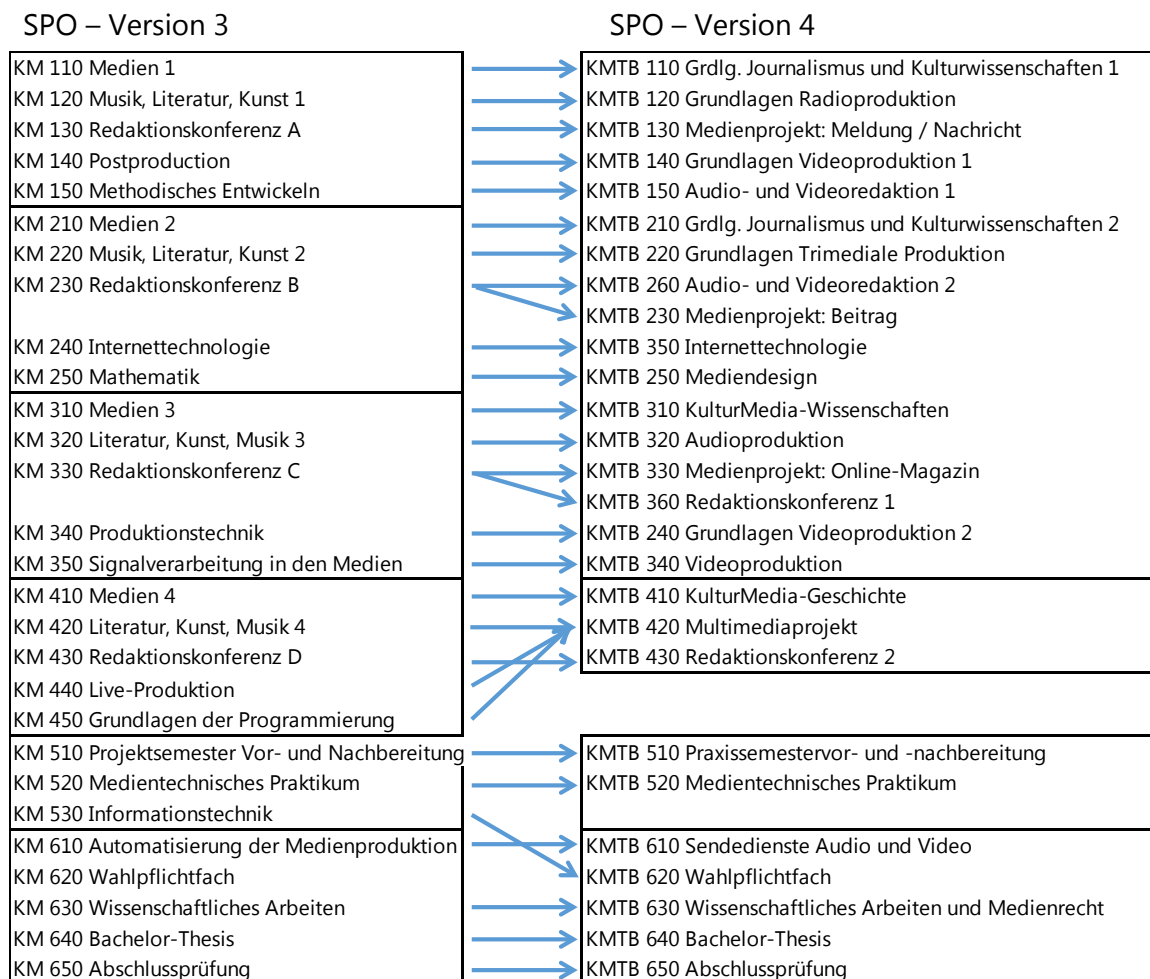 SPO – Version 3 SPO – Version 4
KM 110 Medien 1 KMTB 110 Grdlg. Journalismus und Kulturwissenschaften 1
KM 120 Musik, Literatur, Kunst 1 KMTB 120 Grundlagen Radioproduktion
KM 130 Redaktionskonferenz A KMTB 130 Medienprojekt: Meldung / Nachricht
KM 140 Postproduction KMTB 140 Grundlagen Videoproduktion 1
KM 150 Methodisches Entwickeln KMTB 150 Audio- und Videoredaktion 1
KM 210 Medien 2 KMTB 210 Grdlg. Journalismus und Kulturwissenschaften 2
KM 220 Musik, Literatur, Kunst 2 KMTB 220 Grundlagen Trimediale Produktion
KM 230 Redaktionskonferenz B KMTB 260 Audio- und Videoredaktion 2
KMTB 230 Medienprojekt: Beitrag
KM 240 Internettechnologie KMTB 350 Internettechnologie
KM 250 Mathematik KMTB 250 Mediendesign
KM 310 Medien 3 KMTB 310 KulturMedia-Wissenschaften
KM 320 Literatur, Kunst, Musik 3 KMTB 320 Audioproduktion
KM 330 Redaktionskonferenz C KMTB 330 Medienprojekt: Online-Magazin
KMTB 360 Redaktionskonferenz 1
KM 340 Produktionstechnik KMTB 240 Grundlagen Videoproduktion 2
KM 350 Signalverarbeitung in den Medien KMTB 340 Videoproduktion
KM 410 Medien 4 KMTB 410 KulturMedia-Geschichte
KM 420 Literatur, Kunst, Musik 4 KMTB 420 Multimediaprojekt
KM 430 Redaktionskonferenz D KMTB 430 Redaktionskonferenz 2
KM 440 Live-Produktion
KM 450 Grundlagen der Programmierung
KM 510 Projektsemester Vor- und Nachbereitung KMTB 510 Praxissemestervor- und -nachbereitung
KM 520 Medientechnisches Praktikum KMTB 520 Medientechnisches Praktikum
KM 530 Informationstechnik
KM 610 Automatisierung der Medienproduktion KMTB 610 Sendedienste Audio und Video
KM 620 Wahlpflichtfach KMTB 620 Wahlpflichtfach
KM 630 Wissenschaftliches Arbeiten KMTB 630 Wissenschaftliches Arbeiten und Medienrecht
KM 640 Bachelor-Thesis KMTB 640 Bachelor-Thesis
KM 650 Abschlussprüfung KMTB 650 Abschlussprüfung